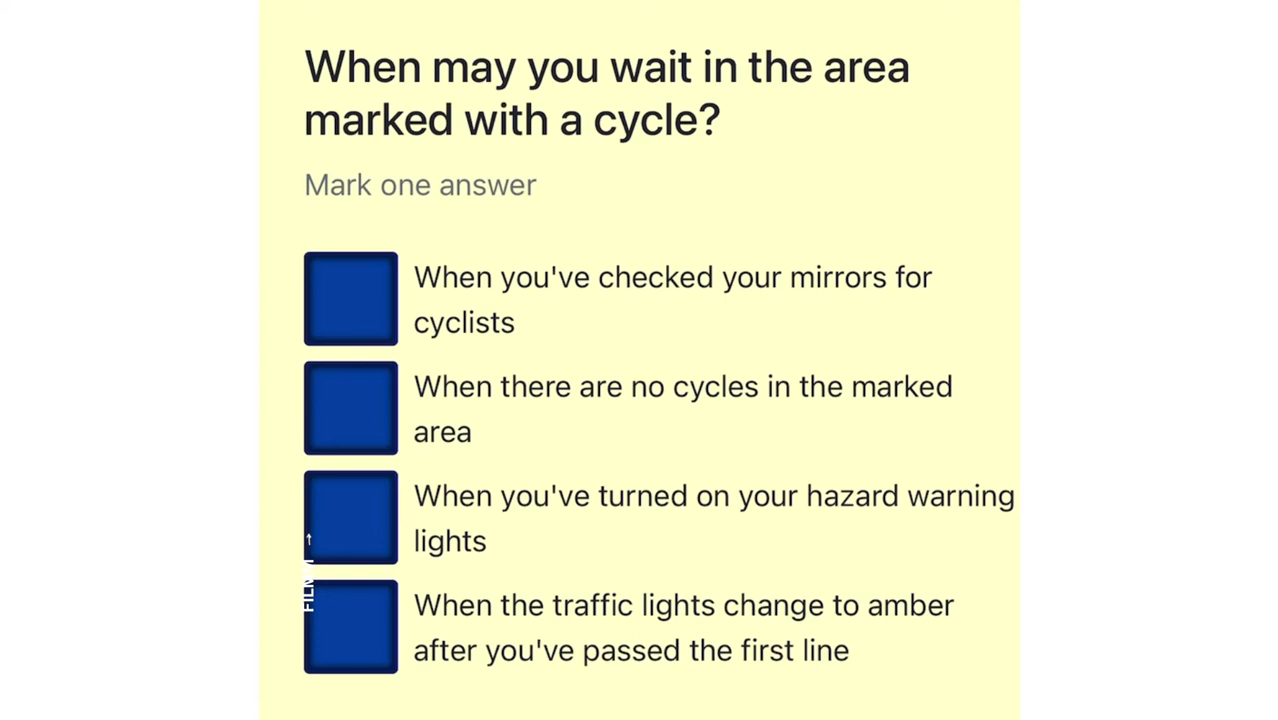 When may you wait in the area
marked with a cycle?
Mark one answer
When you've checked your mirrors for
cyclists
When there are no cycles in the marked
area
When you've turned on your hazard warning
lights
When the traffic lights change to amber
after you've passed the first line